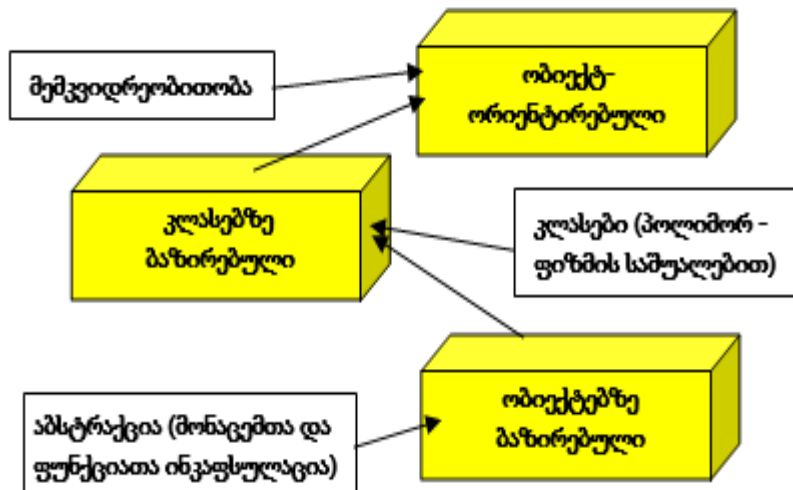 მემკვიდრეობითობა
ობიექტ-
ორიენტირებული
კლასებზე
ბაზირებული
კლასები (პოლიმორ -
ფიზმის საშუალებით)
ობიექტებზე
ბაზირებული
აბსტრაქცია (მონაცემთა და
ფუნქციათა ინკაფსულაცია)